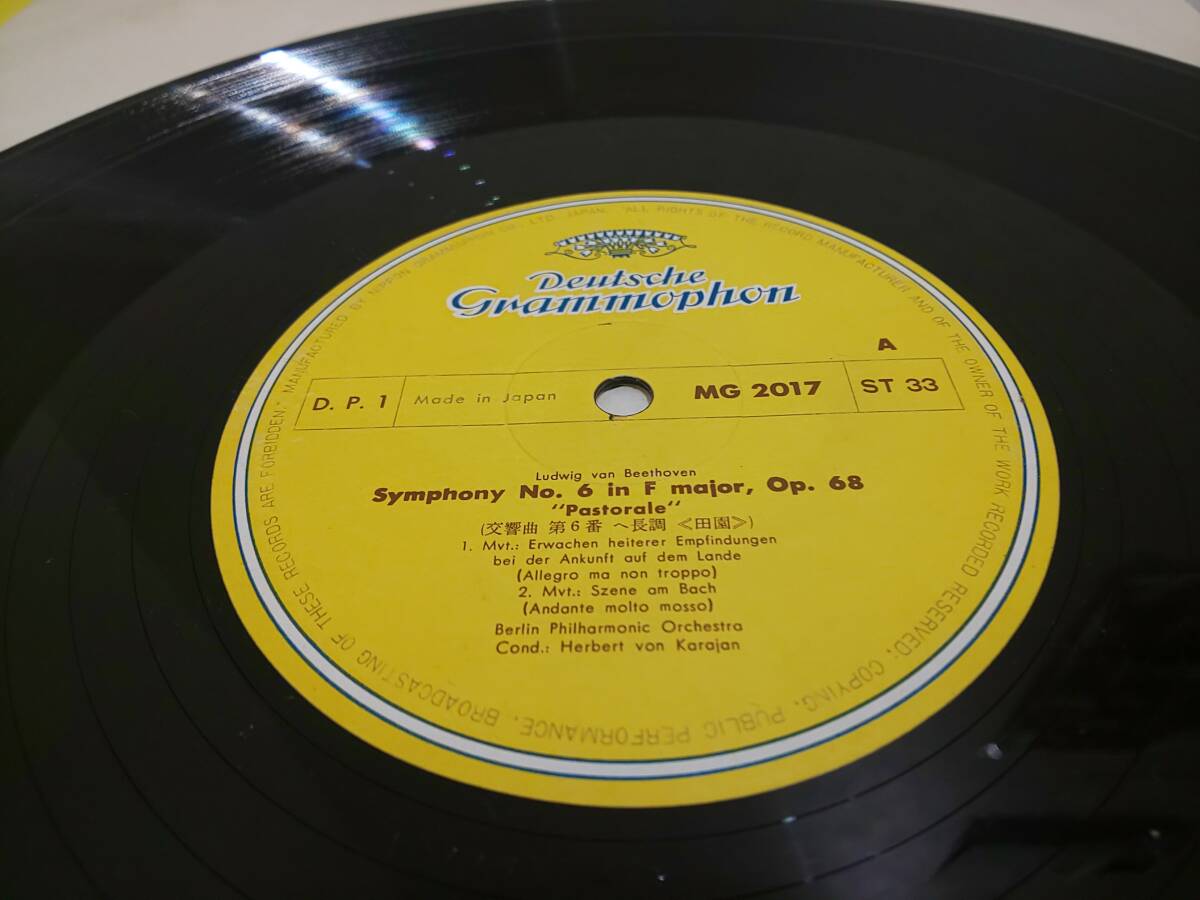 MANUFACTURED BY NIPPON GRAMMOPHON CO., LTD. JAPAN. "ALL RIGHTS OF THE RECORD MANUFACTURER AND OF THE OWNER OF THE WORK RECORDED RESERVED; COPYING, PUBLIC PERFORMANCE, BROADCASTING OF THESE RECORDS ARE FORBIDDEN."
Deutsche
Grammophon
A
D. P. 1 Made in Japan MG 2017 ST 33
Ludwig van Beethoven
Symphony No. 6 in F major, Op. 68
"Pastorale"
(交響曲 第6番 ヘ長調 《田園》)
1. Mvt.: Erwachen heiterer Empfindungen
bei der Ankunft auf dem Lande
(Allegro ma non troppo)
2. Mvt.: Szene am Bach
(Andante molto mosso)
Berlin Philharmonic Orchestra
Cond.: Herbert von Karajan